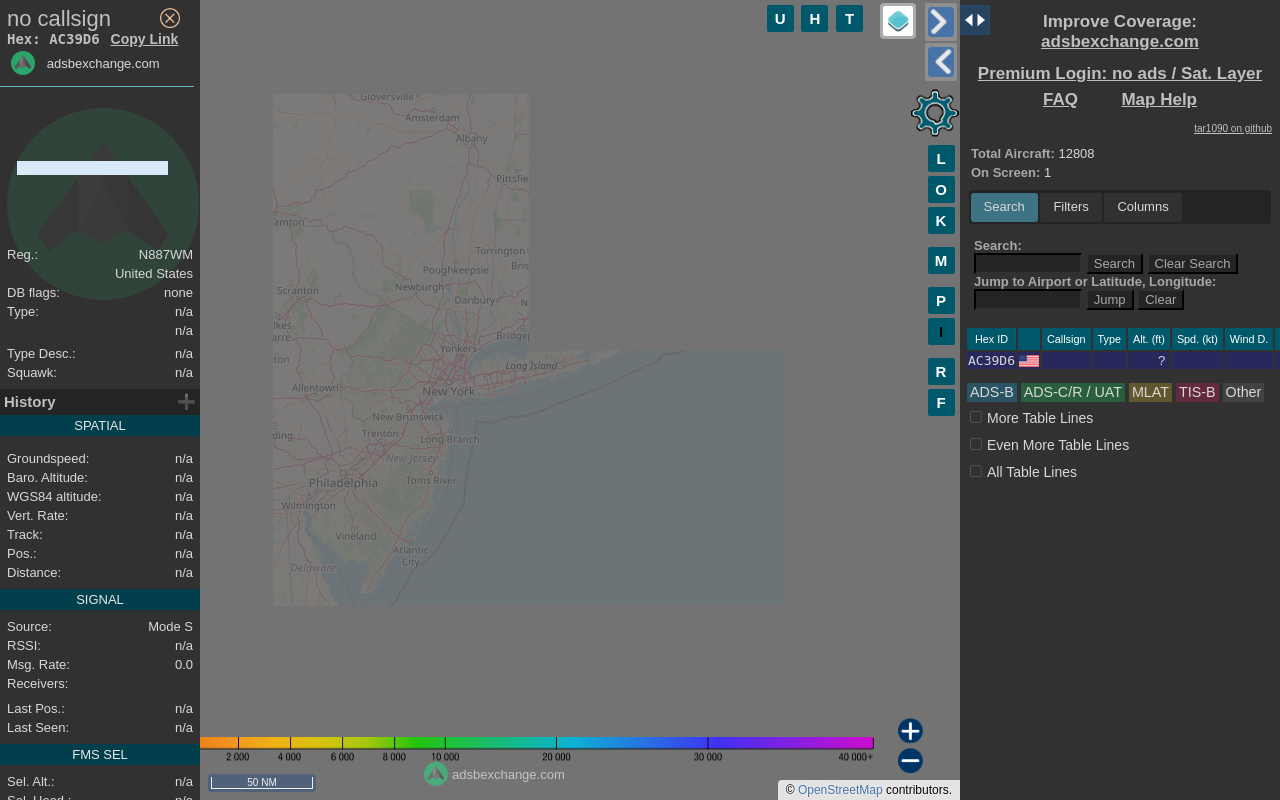 no callsign
Hex: AC39D6 Copy Link
adsbexchange.com
Reg.: N887WM
United States
DB flags: none
Type: n/a
n/a
Type Desc.: n/a
Squawk: n/a
History
SPATIAL
Groundspeed: n/a
Baro. Altitude: n/a
WGS84 altitude: n/a
Vert. Rate: n/a
Track: n/a
Pos.: n/a
Distance: n/a
SIGNAL
Source: Mode S
RSSI: n/a
Msg. Rate: 0.0
Receivers:
Last Pos.: n/a
Last Seen: n/a
FMS SEL
Sel. Alt.: n/a
Sel. Head.: n/a
U H T
L
O
K
M
P
I
R
F
Gloversville
Amsterdam
Albany
Pittsfie
amton
Torrington
Bris
Poughkeepsie
Scranton
Newburgh
Danbury
N
lkes-
arre
Bridgep
Yonkers
ton
Long Island
Allentown
New York
New Brunswick
ding
Trenton
Long Branch
New Jersey
Philadelphia
Toms River
Wilmington
Vineland
Atlantic
City
Delaware
2 000 4 000 6 000 8 000 10 000 20 000 30 000 40 000+
adsbexchange.com
50 NM
© OpenStreetMap contributors.
Improve Coverage:
adsbexchange.com
Premium Login: no ads / Sat. Layer
FAQ Map Help
tar1090 on github
Total Aircraft: 12808
On Screen: 1
Search Filters Columns
Search:
Search Clear Search
Jump to Airport or Latitude, Longitude:
Jump Clear
Hex ID Callsign Type Alt. (ft) Spd. (kt) Wind D.
AC39D6 ?
ADS-B ADS-C/R / UAT MLAT TIS-B Other
More Table Lines
Even More Table Lines
All Table Lines